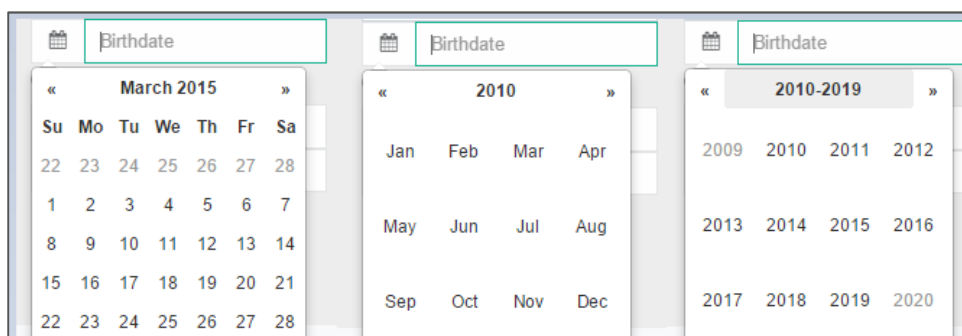 Birthdate
« March 2015 »
Su Mo Tu We Th Fr Sa
22 23 24 25 26 27 28
1 2 3 4 5 6 7
8 9 10 11 12 13 14
15 16 17 18 19 20 21
22 23 24 25 26 27 28
Birthdate
« 2010 »
Jan Feb Mar Apr
May Jun Jul Aug
Sep Oct Nov Dec
Birthdate
« 2010-2019 »
2009 2010 2011 2012
2013 2014 2015 2016
2017 2018 2019 2020